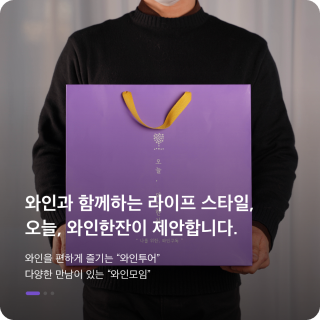 오늘,
와인과 함께하는 라이프 스타일,
오늘, 와인한잔이 제안합니다.
와인을 편하게 즐기는 “와인투어”
다양한 만남이 있는 “와인모임”